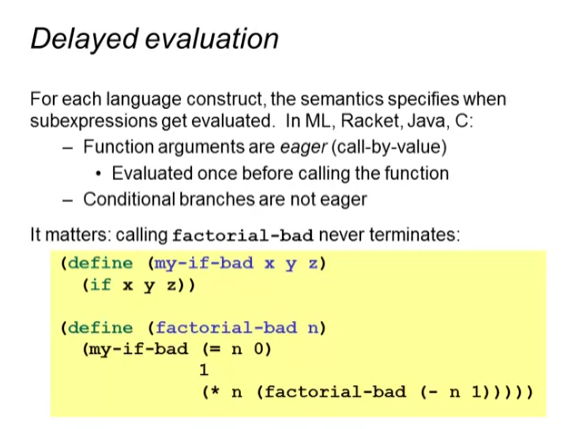 Delayed evaluation
For each language construct, the semantics specifies when
subexpressions get evaluated. In ML, Racket, Java, C:
– Function arguments are eager (call-by-value)
• Evaluated once before calling the function
– Conditional branches are not eager
It matters: calling factorial-bad never terminates:
(define (my-if-bad x y z)
(if x y z))
(define (factorial-bad n)
(my-if-bad (= n 0)
1
(* n (factorial-bad (- n 1)))))